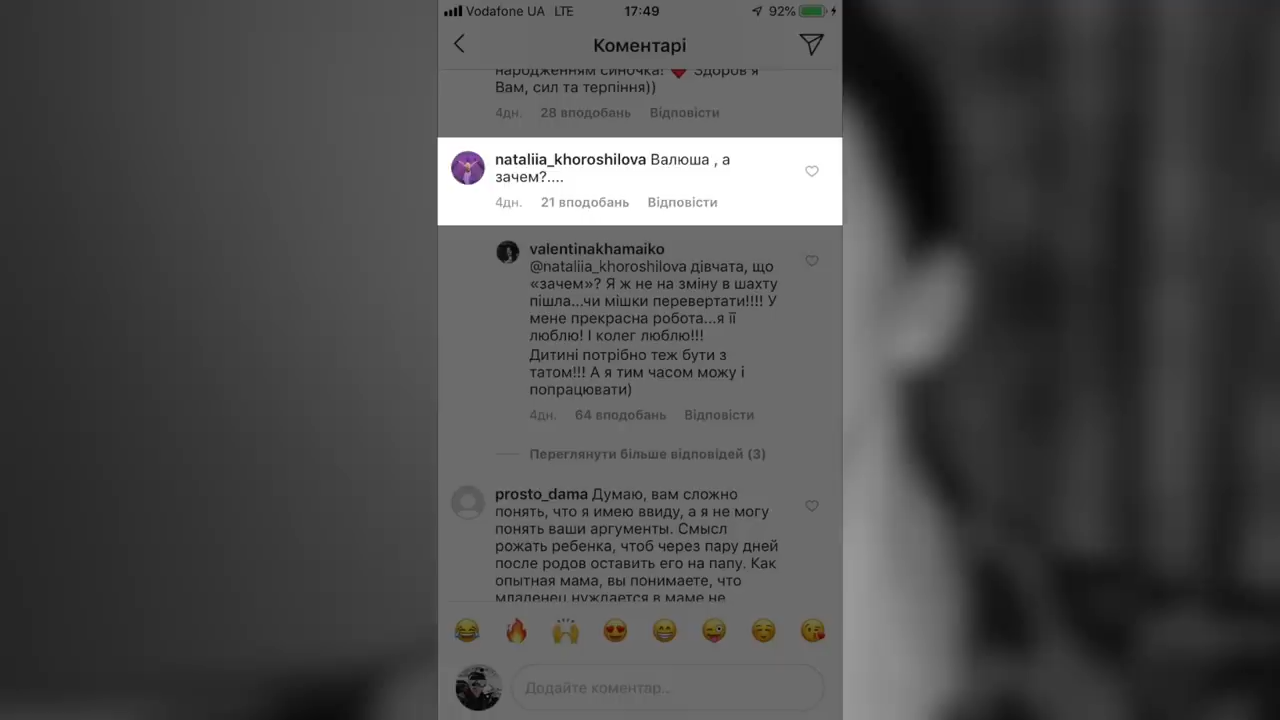 Vodafone UA LTE 17:49 92%
Коментарі
народженням синочка! ❤️ Здоров'я
Вам, сил та терпіння))
4дн. 28 вподобань Відповісти
nataliia_khoroshilova Валюша , а
зачем?....
4дн. 21 вподобань Відповісти
valentinakhamaiko
@nataliia_khoroshilova дівчата, що
«зачем»? Я ж не на зміну в шахту
пішла...чи мішки перевертати!!!! У
мене прекрасна робота...я її
люблю! І колег люблю!!!
Дитині потрібно теж бути з
татом!!! А я тим часом можу і
попрацювати)
4дн. 64 вподобань Відповісти
Переглянути більше відповідей (3)
prosto_dama Думаю, вам сложно
понять, что я имею ввиду, а я не могу
понять ваши аргументы. Смысл
рожать ребенка, чтоб через пару дней
после родов оставить его на папу. Как
опытная мама, вы понимаете, что
младенец нуждается в маме не
😂 🔥 🙌 😍 😁 😜 ☺️ 😘
Додайте коментар..